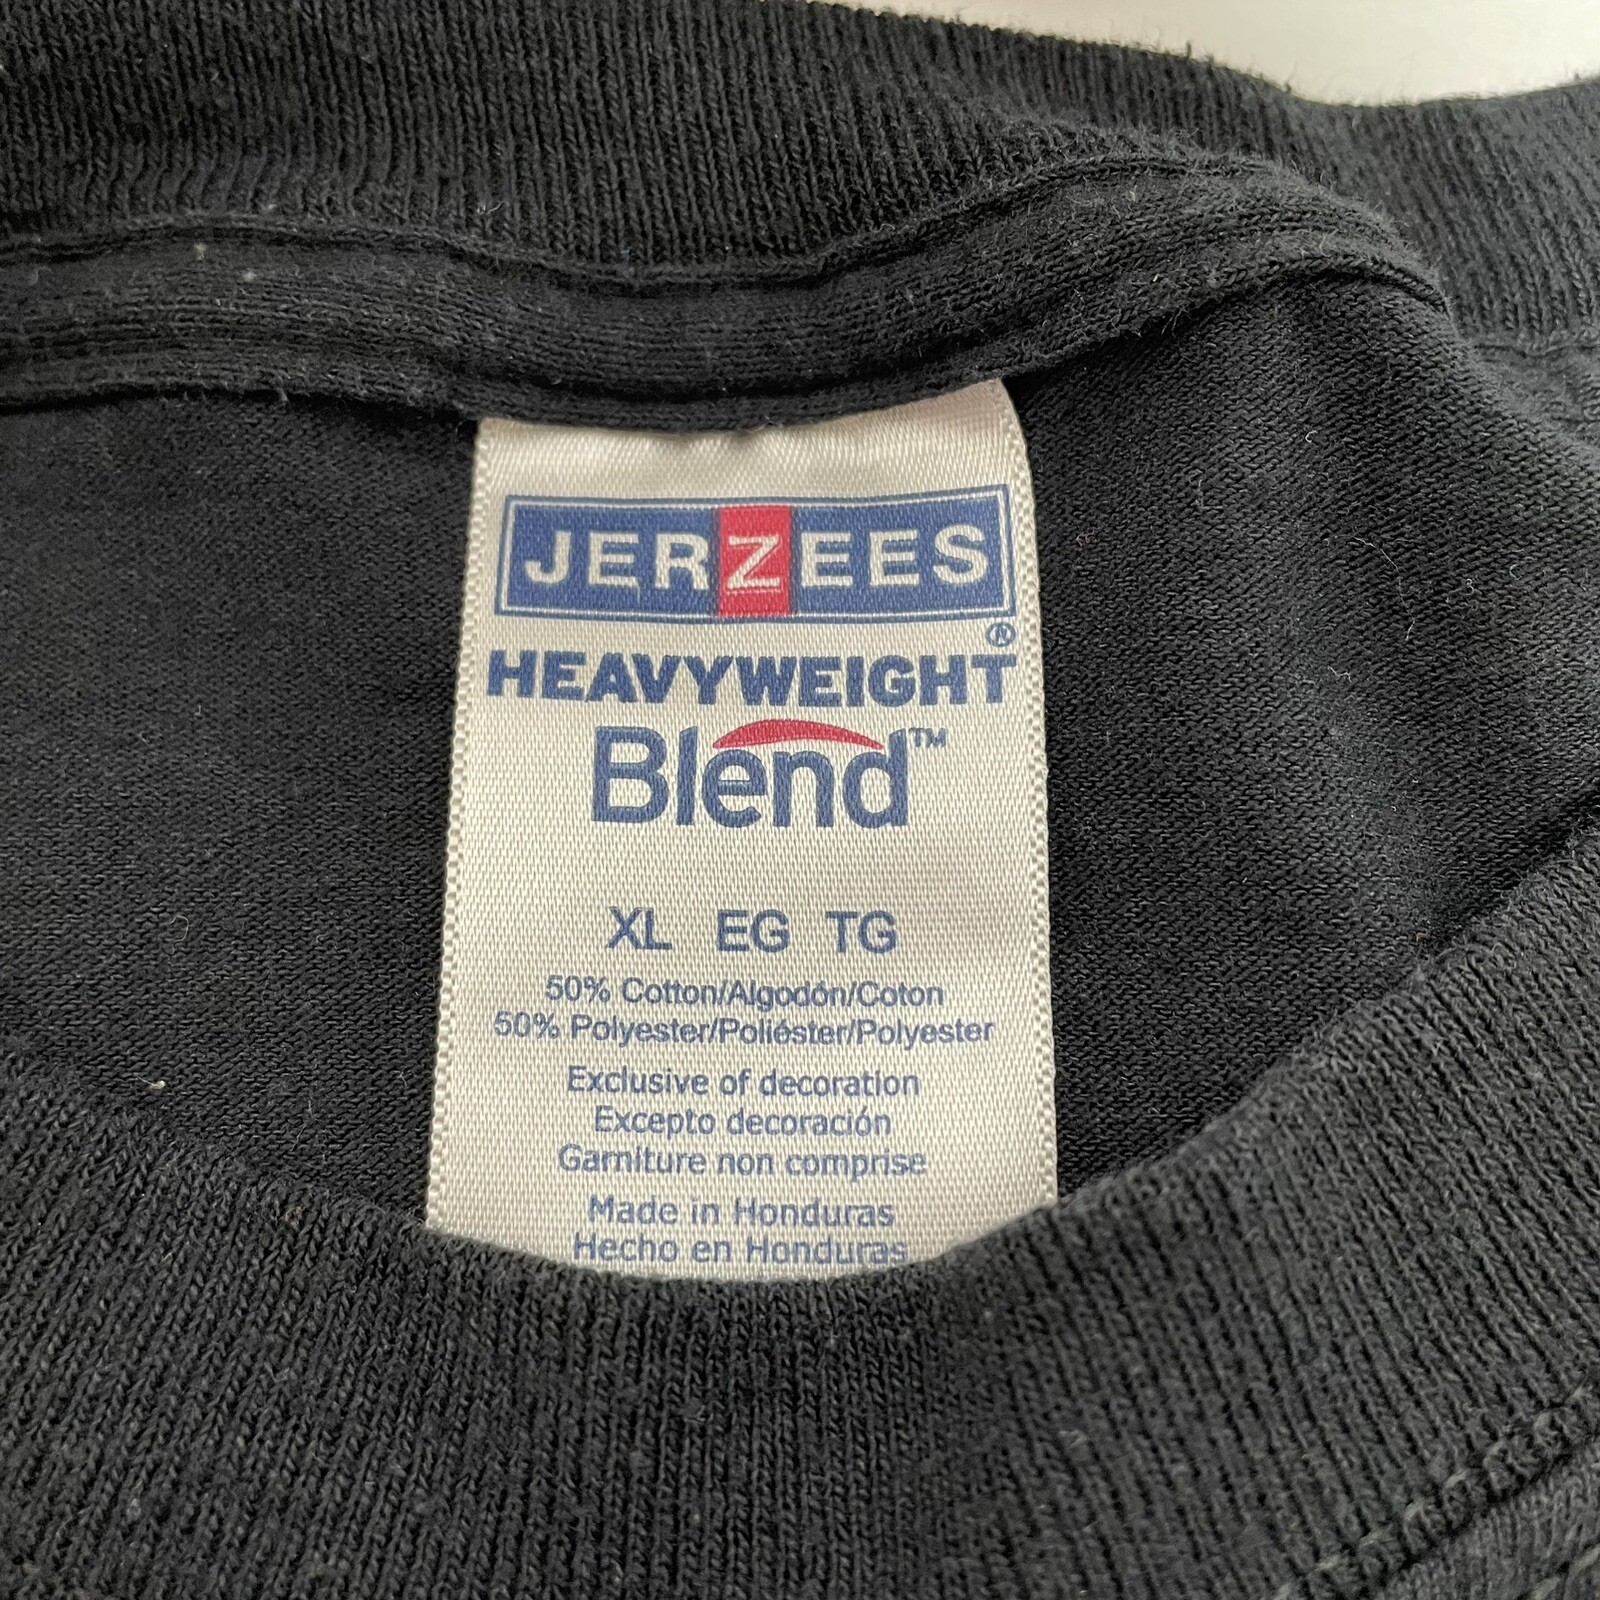 JERZEES
®
HEAVYWEIGHT
Blend™
XL EG TG
50% Cotton/Algodón/Coton
50% Polyester/Poliéster/Polyester
Exclusive of decoration
Excepto decoración
Garniture non comprise
Made in Honduras
Hecho en Honduras